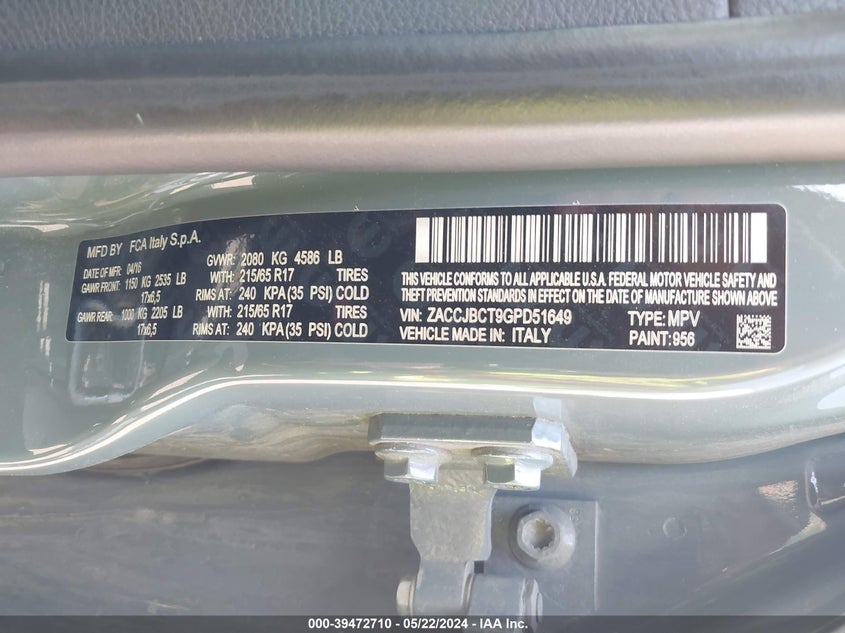 MFD BY FCA Italy S.p.A.
DATE OF MFR: 04/16 GVWR: 2080 KG 4586 LB
GAWR FRONT: 1150 KG 2535 LB WITH: 215/65 R17 TIRES
17x6,5 RIMS AT: 240 KPA(35 PSI) COLD
GAWR REAR: 1000 KG 2205 LB WITH: 215/65 R17 TIRES
17x6,5 RIMS AT: 240 KPA(35 PSI) COLD
THIS VEHICLE CONFORMS TO ALL APPLICABLE U.S.A. FEDERAL MOTOR VEHICLE SAFETY AND
THEFT PREVENTION STANDARDS IN EFFECT ON THE DATE OF MANUFACTURE SHOWN ABOVE
VIN: ZACCJBCT9GPD51649 TYPE: MPV
VEHICLE MADE IN: ITALY PAINT: 956
000-39472710 / 05/22/2024 - IAA Inc.